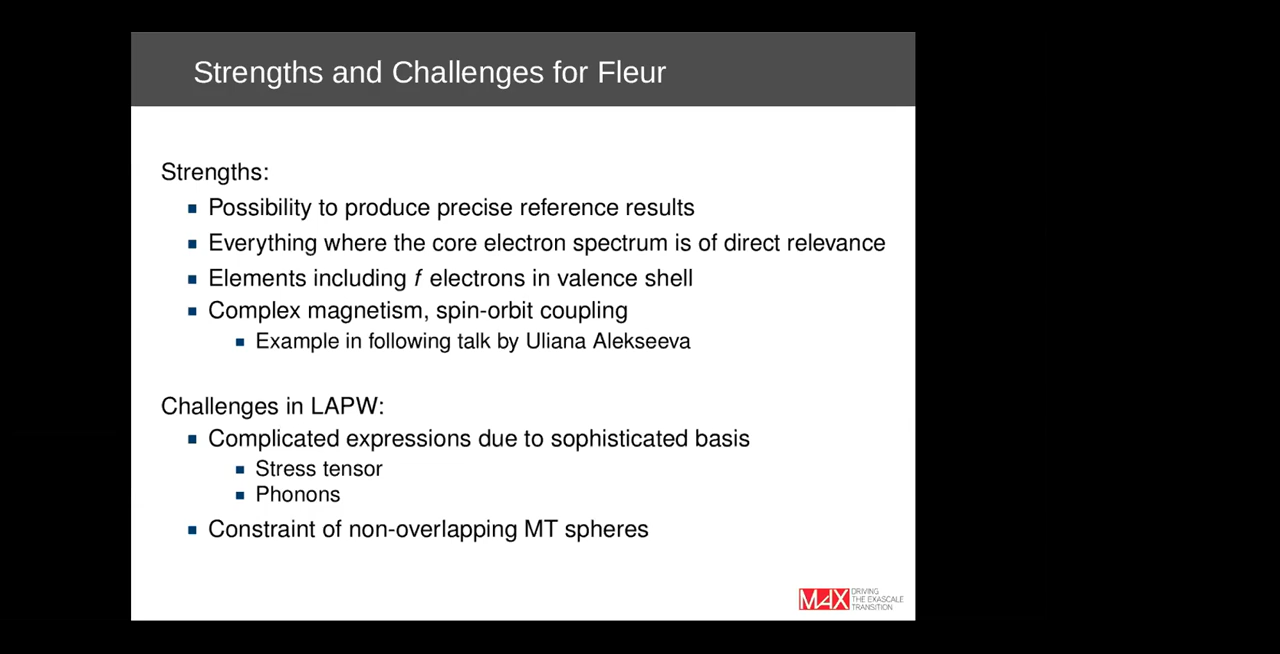 Strengths and Challenges for Fleur
Strengths:
Possibility to produce precise reference results
Everything where the core electron spectrum is of direct relevance
Elements including f electrons in valence shell
Complex magnetism, spin-orbit coupling
Example in following talk by Uliana Alekseeva
Challenges in LAPW:
Complicated expressions due to sophisticated basis
Stress tensor
Phonons
Constraint of non-overlapping MT spheres
MAX
DRIVING
THE EXASCALE
TRANSITION